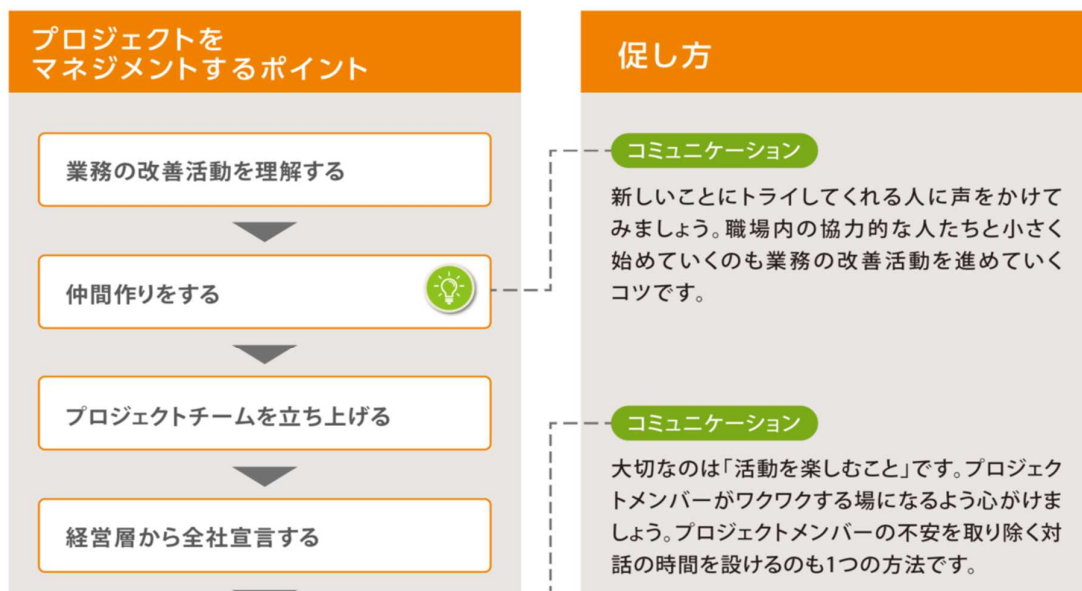 プロジェクトを
マネジメントするポイント
業務の改善活動を理解する
仲間作りをする
プロジェクトチームを立ち上げる
経営層から全社宣言する
促し方
コミュニケーション
新しいことにトライしてくれる人に声をかけて
みましょう。職場内の協力的な人たちと小さく
始めていくのも業務の改善活動を進めていく
コツです。
コミュニケーション
大切なのは「活動を楽しむこと」です。プロジェク
トメンバーがワクワクする場になるよう心がけま
しょう。プロジェクトメンバーの不安を取り除く対
話の時間を設けるのも1つの方法です。